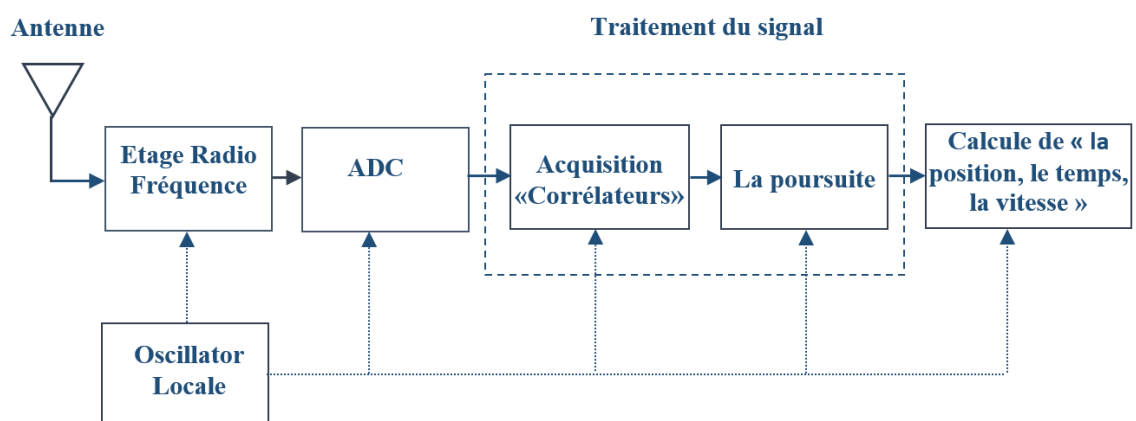 Antenne
Traitement du signal
Etage Radio
Fréquence
ADC
Acquisition
«Corrélateurs»
La poursuite
Calcule de « la
position, le temps,
la vitesse »
Oscillator
Locale